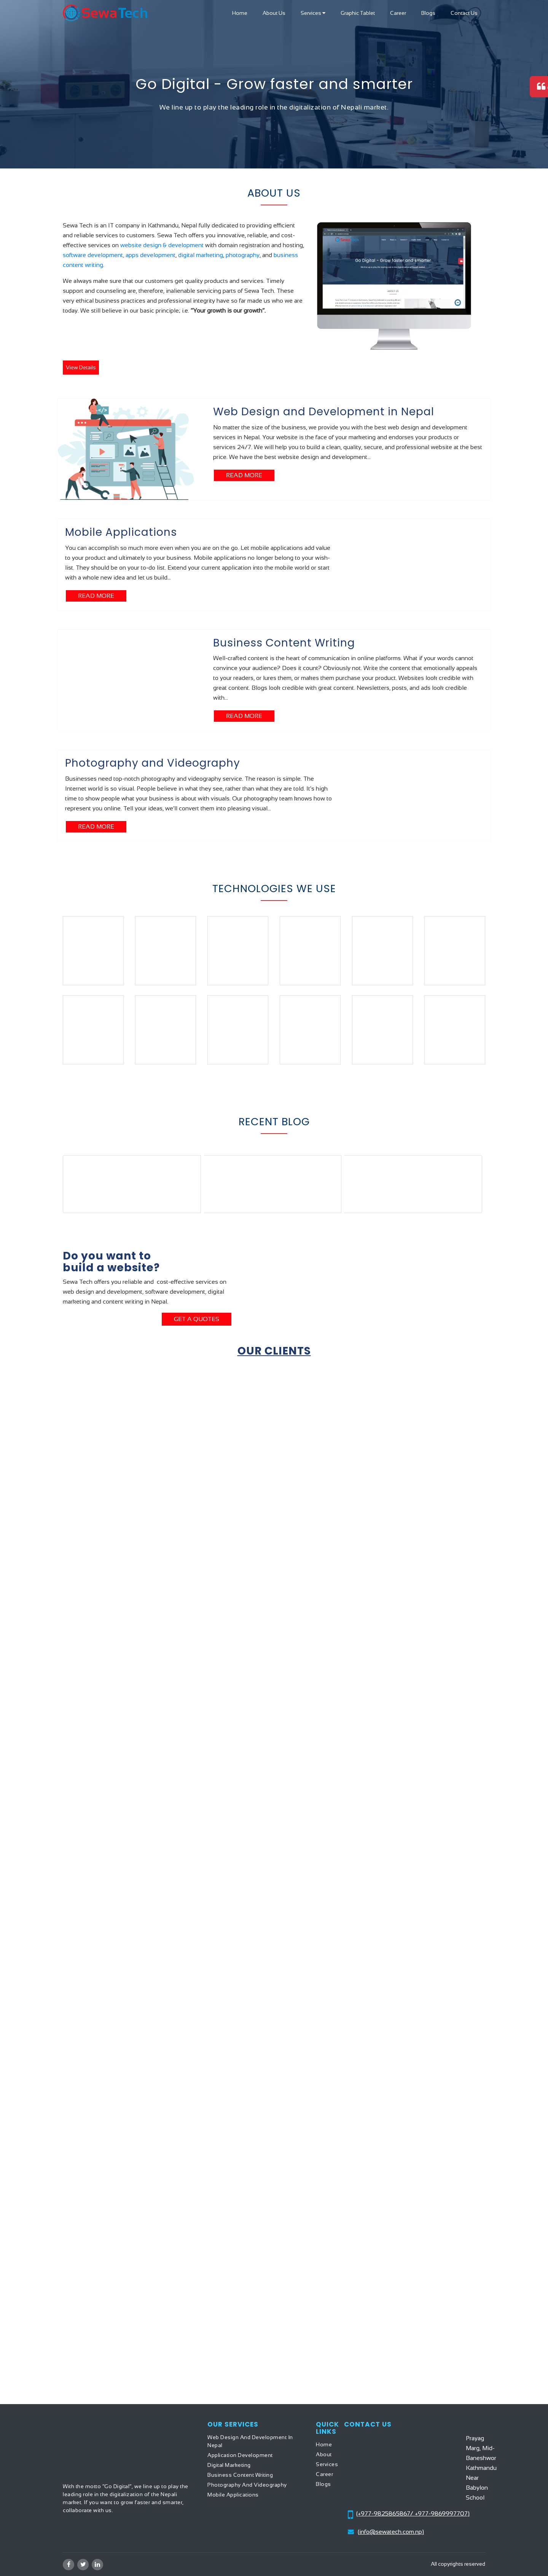 SewaTech
Home About Us Services Graphic Tablet Career Blogs Contact Us
Go Digital - Grow faster and smarter
We line up to play the leading role in the digitalization of Nepali market.
ABOUT US
Sewa Tech is an IT company in Kathmandu, Nepal fully dedicated to providing efficient
and reliable services to customers. Sewa Tech offers you innovative, reliable, and cost-
effective services on website design & development with domain registration and hosting,
software development, apps development, digital marketing, photography, and business
content writing.
We always make sure that our customers get quality products and services. Timely
support and counseling are, therefore, inalienable servicing parts of Sewa Tech. These
very ethical business practices and professional integrity have so far made us who we are
today. We still believe in our basic principle; i.e. "Your growth is our growth".
Go Digital - Grow faster and smarter
View Details
Web Design and Development in Nepal
No matter the size of the business, we provide you with the best web design and development
services in Nepal. Your website is the face of your marketing and endorses your products or
services 24/7. We will help you to build a clean, quality, secure, and professional website at the best
price. We have the best website design and development...
READ MORE
Mobile Applications
You can accomplish so much more even when you are on the go. Let mobile applications add value
to your product and ultimately to your business. Mobile applications no longer belong to your wish-
list. They should be on your to-do list. Extend your current application into the mobile world or start
with a whole new idea and let us build...
READ MORE
Business Content Writing
Well-crafted content is the heart of communication in online platforms. What if your words cannot
convince your audience? Does it count? Obviously not. Write the content that emotionally appeals
to your readers, or lures them, or makes them purchase your product. Websites look credible with
great content. Blogs look credible with great content. Newsletters, posts, and ads look credible
with...
READ MORE
Photography and Videography
Businesses need top-notch photography and videography service. The reason is simple. The
Internet world is so visual. People believe in what they see, rather than what they are told. It's high
time to show people what your business is about with visuals. Our photography team knows how to
represent you online. Tell your ideas, we'll convert them into pleasing visual...
READ MORE
TECHNOLOGIES WE USE
RECENT BLOG
Do you want to
build a website?
Sewa Tech offers you reliable and cost-effective services on
web design and development, software development, digital
marketing and content writing in Nepal.
GET A QUOTES
OUR CLIENTS
With the motto "Go Digital", we line up to play the
leading role in the digitalization of the Nepali
market. If you want to grow faster and smarter,
collaborate with us.
OUR SERVICES
Web Design And Development In
Nepal
Application Development
Digital Marketing
Business Content Writing
Photography And Videography
Mobile Applications
QUICK
LINKS
Home
About
Services
Career
Blogs
CONTACT US
Prayag
Marg, Mid-
Baneshwor
Kathmandu
Near
Babylon
School
(+977-9825865867/ +977-9869997707)
(info@sewatech.com.np)
All copyrights reserved